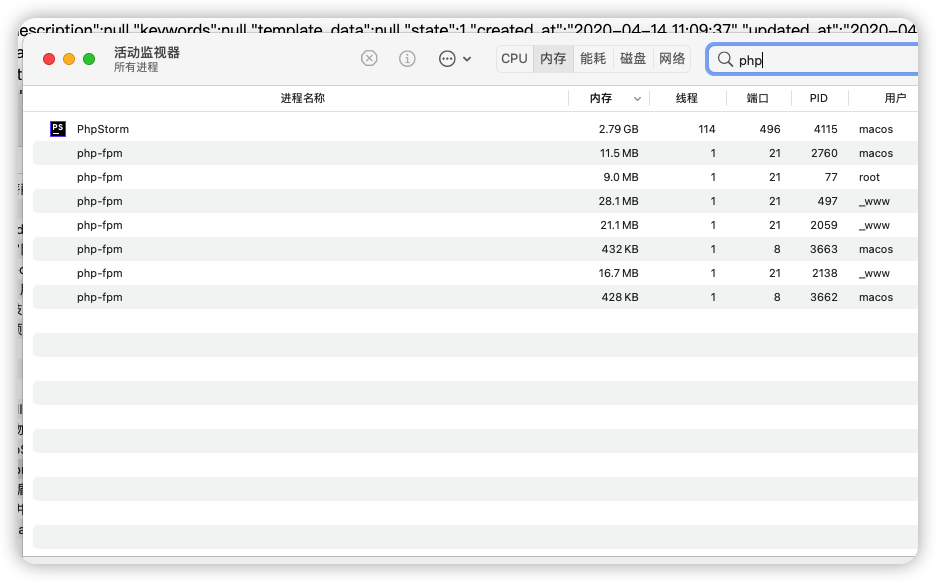 escription":null,"keywords":null,"template_data":null,"state":1,"created_at":"2020-04-14 11:09:37","updated_at":"2020-04
活动监视器
所有进程
CPU 内存 能耗 磁盘 网络
php
进程名称 内存 线程 端口 PID 用户
PS PhpStorm 2.79 GB 114 496 4115 macos
php-fpm 11.5 MB 1 21 2760 macos
php-fpm 9.0 MB 1 21 77 root
php-fpm 28.1 MB 1 21 497 _www
php-fpm 21.1 MB 1 21 2059 _www
php-fpm 432 KB 1 8 3663 macos
php-fpm 16.7 MB 1 21 2138 _www
php-fpm 428 KB 1 8 3662 macos